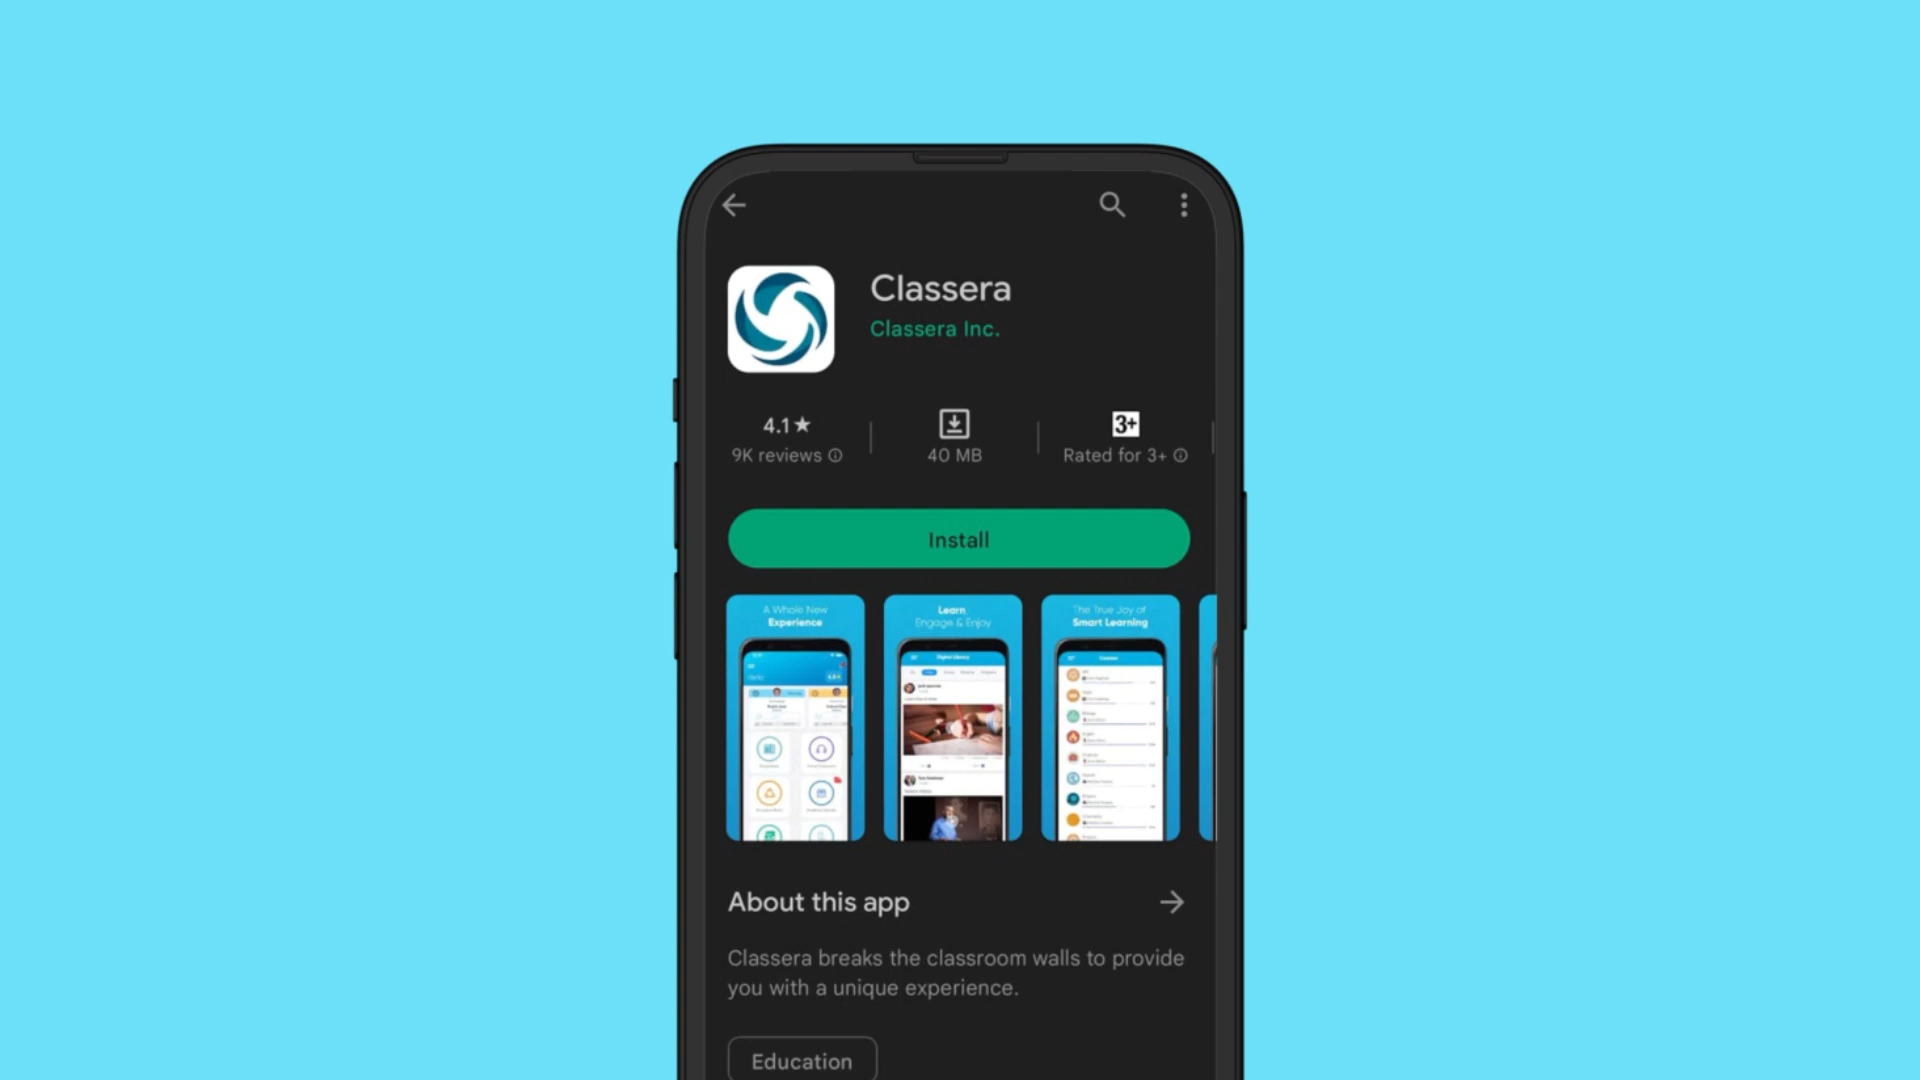 Classera
Classera Inc.
4.1★
9K reviews
40 MB
3+
Rated for 3+
Install
A Whole New
Experience
Learn
Engage & Enjoy
The True Joy of
Smart Learning
Digital Library
About this app
Classera breaks the classroom walls to provide
you with a unique experience.
Education